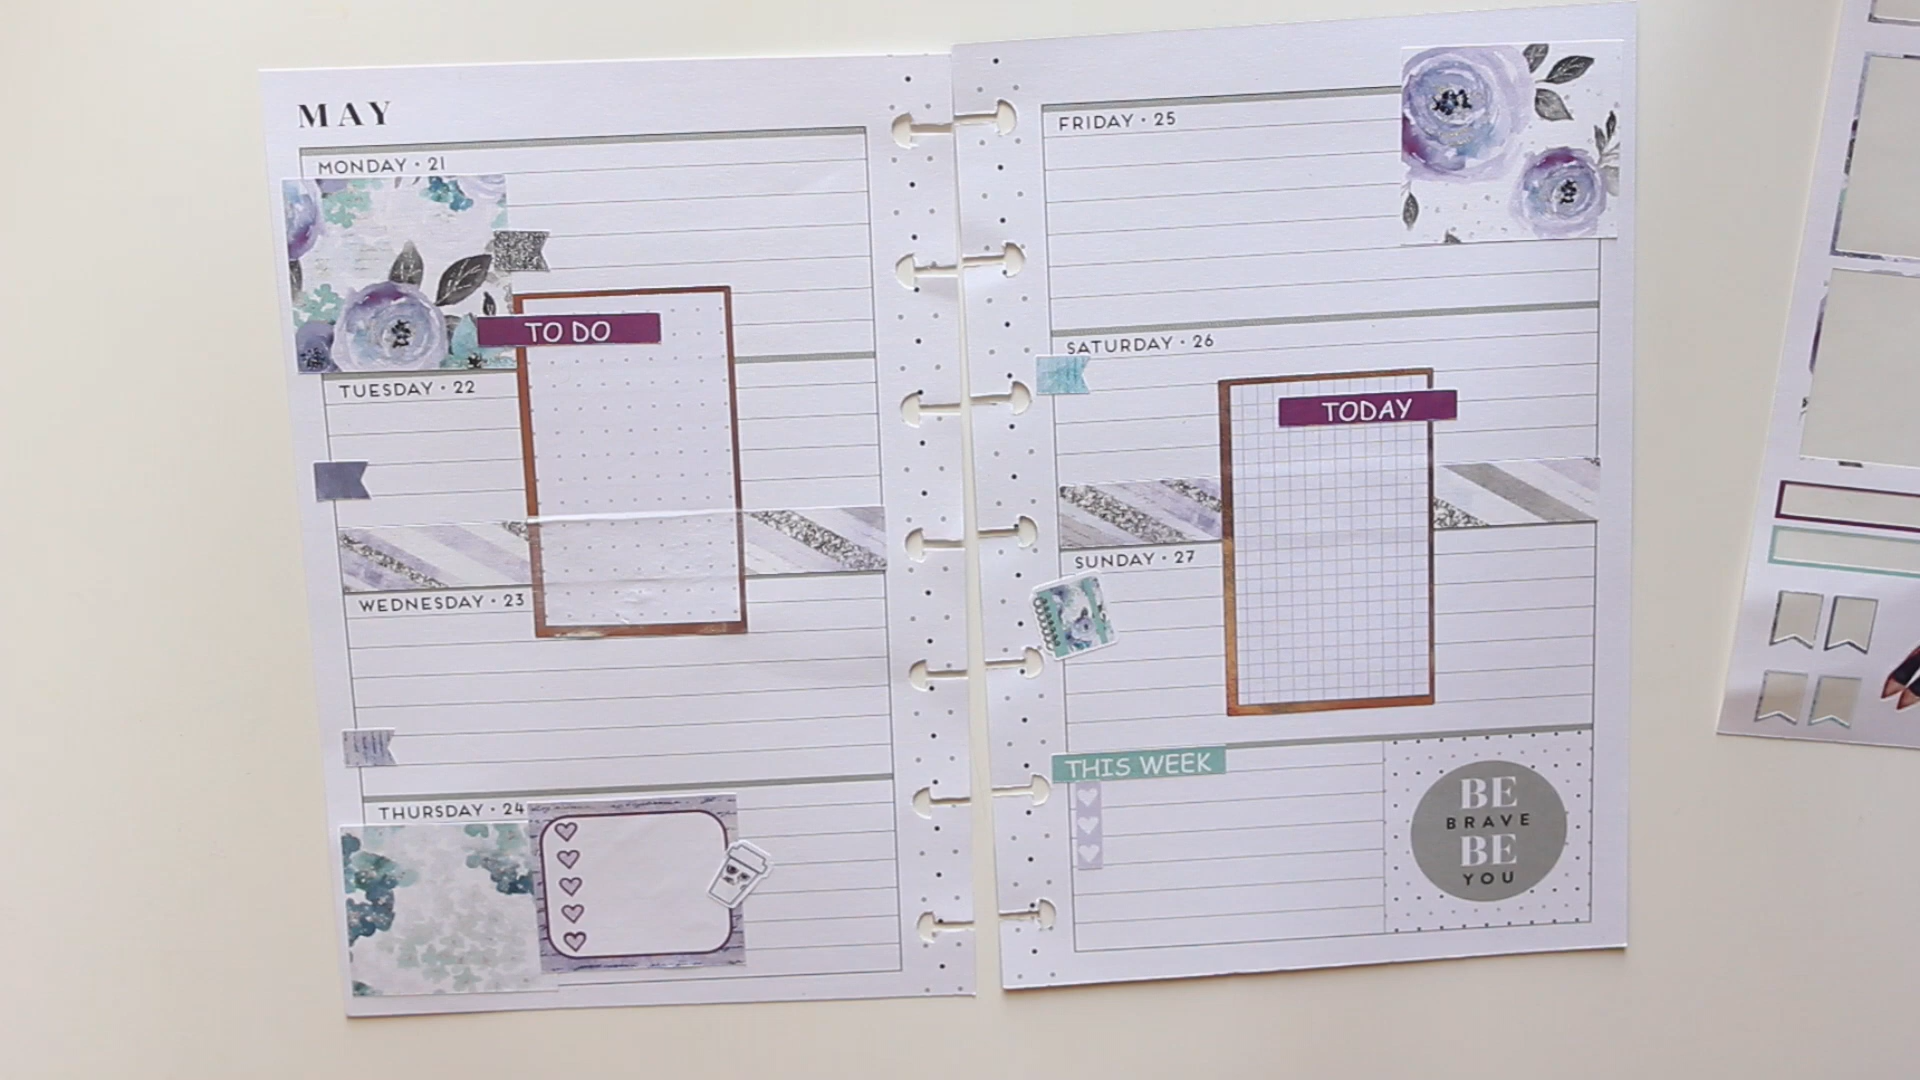 MAY
MONDAY • 21
TO DO
TUESDAY • 22
WEDNESDAY • 23
THURSDAY • 24
FRIDAY • 25
SATURDAY • 26
TODAY
SUNDAY • 27
THIS WEEK
BE
BRAVE
BE
YOU